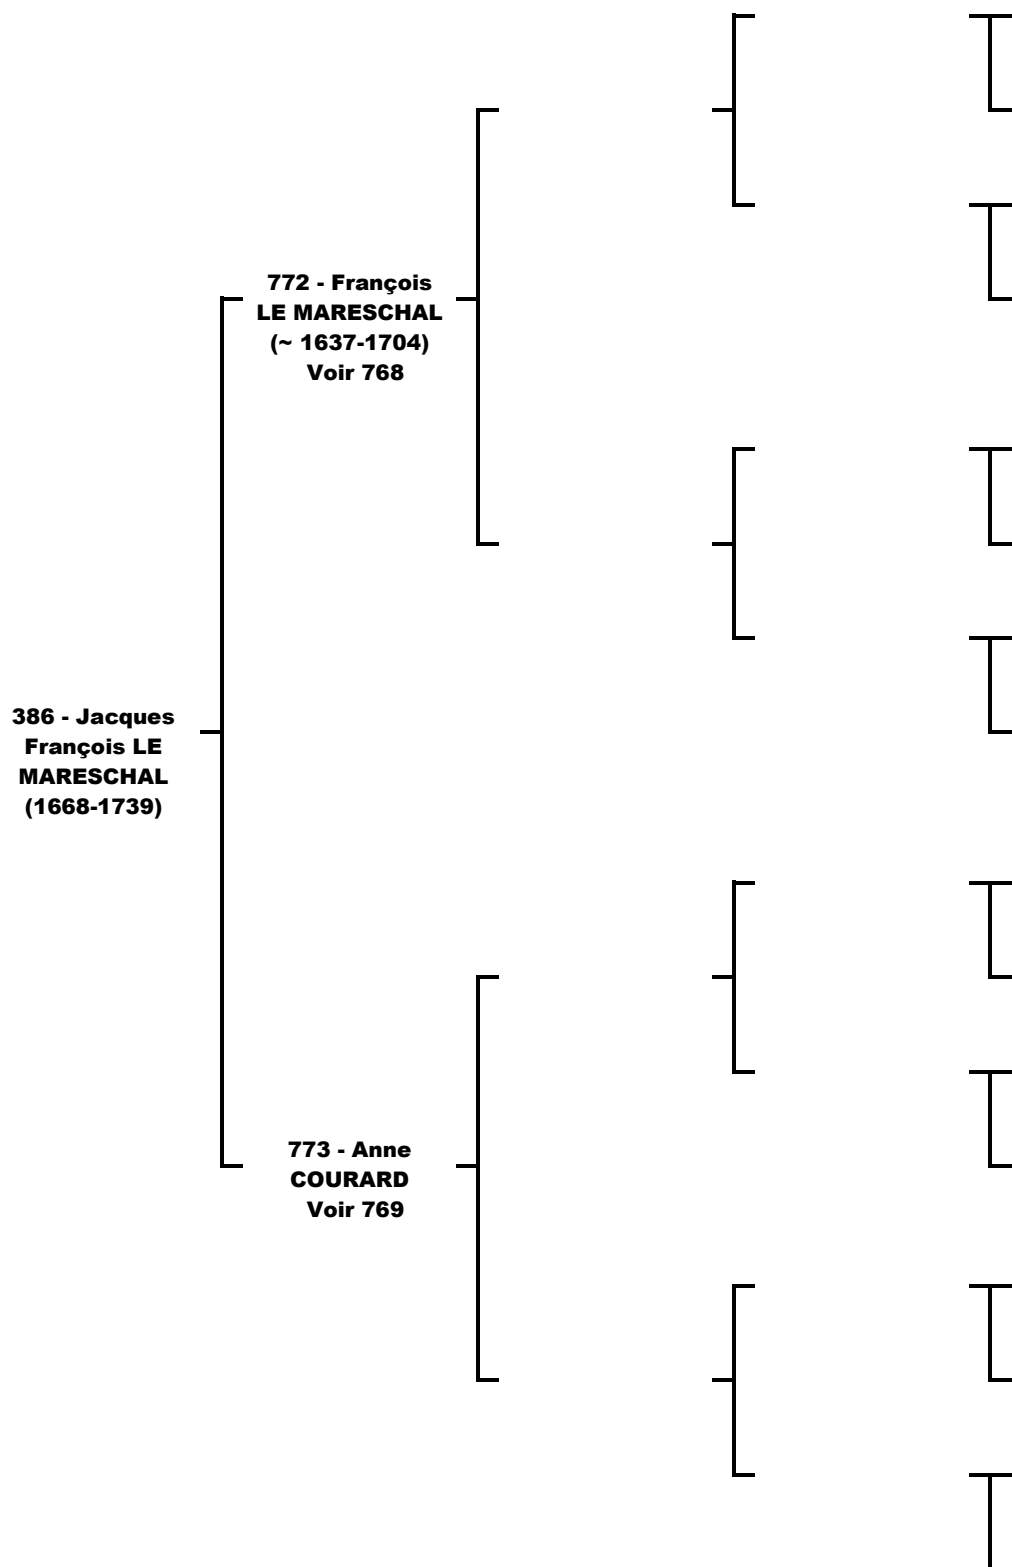 772 - François
LE MARESCHAL
(~ 1637-1704)
Voir 768
386 - Jacques
François LE
MARESCHAL
(1668-1739)
773 - Anne
COURARD
Voir 769